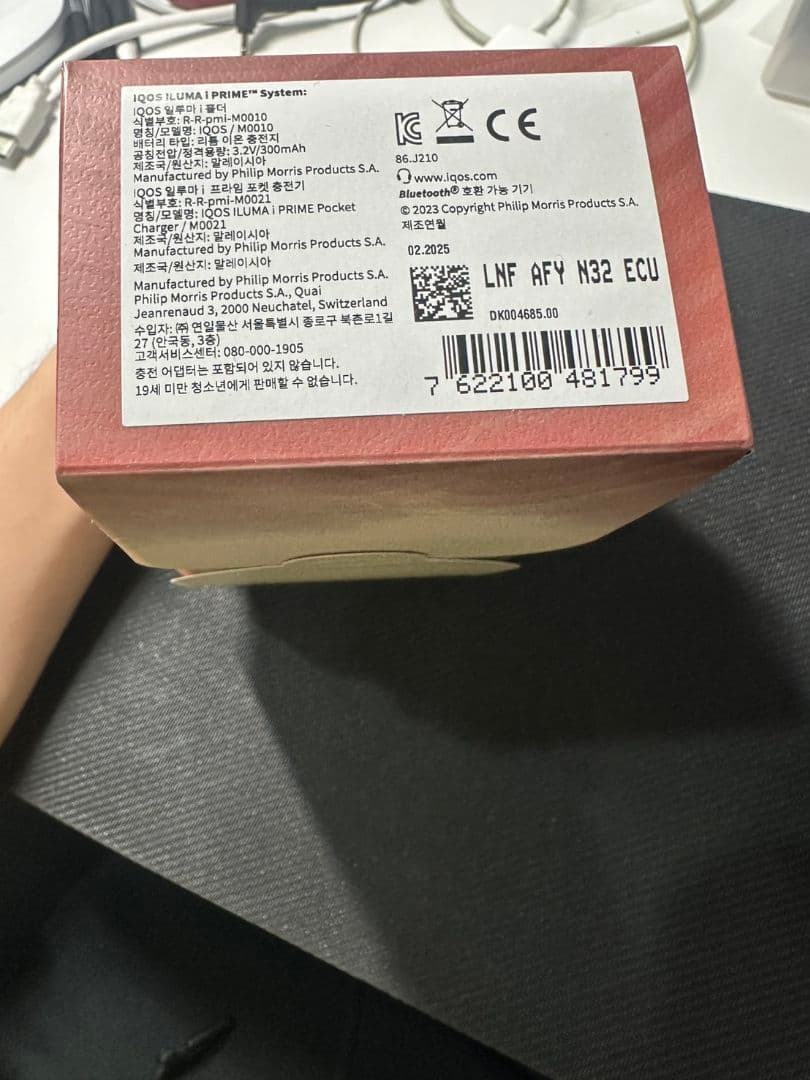 IQOS ILUMA i PRIME™ System:
IQOS 일루마 i 홀더
식별부호: R-R-pmi-M0010
명칭/모델명: IQOS / M0010
배터리 타입: 리튬 이온 충전지
공칭전압/정격용량: 3.2V/300mAh
제조국/원산지: 말레이시아
Manufactured by Philip Morris Products S.A.
IQOS 일루마 i 프라임 포켓 충전기
식별부호: R-R-pmi-M0021
명칭/모델명: IQOS ILUMA i PRIME Pocket
Charger / M0021
제조국/원산지: 말레이시아
Manufactured by Philip Morris Products S.A.
제조국/원산지: 말레이시아
Manufactured by Philip Morris Products S.A.
Philip Morris Products S.A., Quai
Jeanrenaud 3, 2000 Neuchatel, Switzerland
수입자: ㈜ 연일물산 서울특별시 종로구 북촌로1길
27 (안국동, 3층)
고객서비스센터: 080-000-1905
충전 어댑터는 포함되어 있지 않습니다.
19세 미만 청소년에게 판매할 수 없습니다.
CE
86.J210
www.iqos.com
Bluetooth® 호환 가능 기기
© 2023 Copyright Philip Morris Products S.A.
제조연월
02.2025
LNF AFY N32 ECU
DK004685.00
7 622100 481799